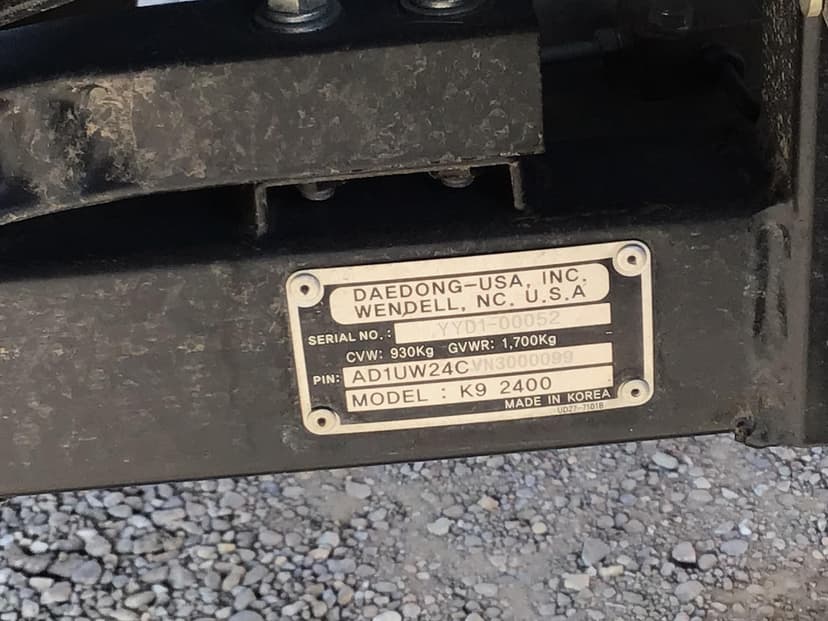 DAEDONG-USA, INC.
WENDELL, NC. U.S.A
SERIAL NO. : YYD1-00052
CVW: 930Kg GVWR: 1,700Kg
PIN: AD1UW24CVN3000099
MODEL : K9 2400
MADE IN KOREA
UD27-7101B